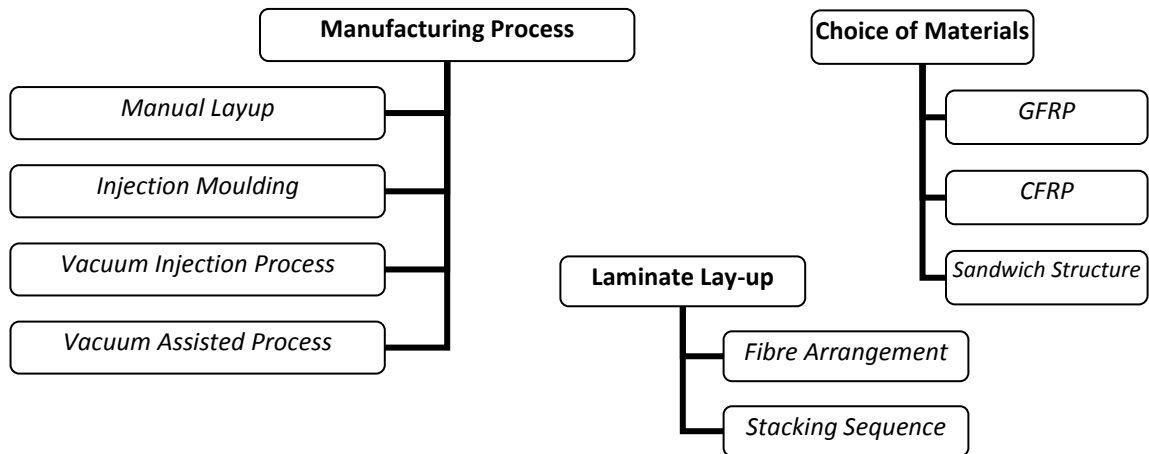 Manufacturing Process
Manual Layup
Injection Moulding
Vacuum Injection Process
Vacuum Assisted Process
Choice of Materials
GFRP
CFRP
Sandwich Structure
Laminate Lay-up
Fibre Arrangement
Stacking Sequence